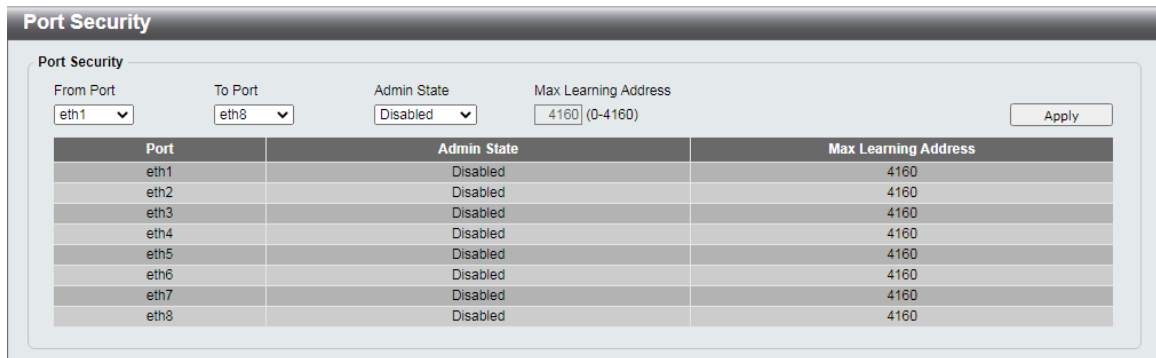 Port Security
Port Security
From Port To Port Admin State Max Learning Address
eth1 eth8 Disabled 4160 (0-4160) Apply
Port Admin State Max Learning Address
eth1 Disabled 4160
eth2 Disabled 4160
eth3 Disabled 4160
eth4 Disabled 4160
eth5 Disabled 4160
eth6 Disabled 4160
eth7 Disabled 4160
eth8 Disabled 4160